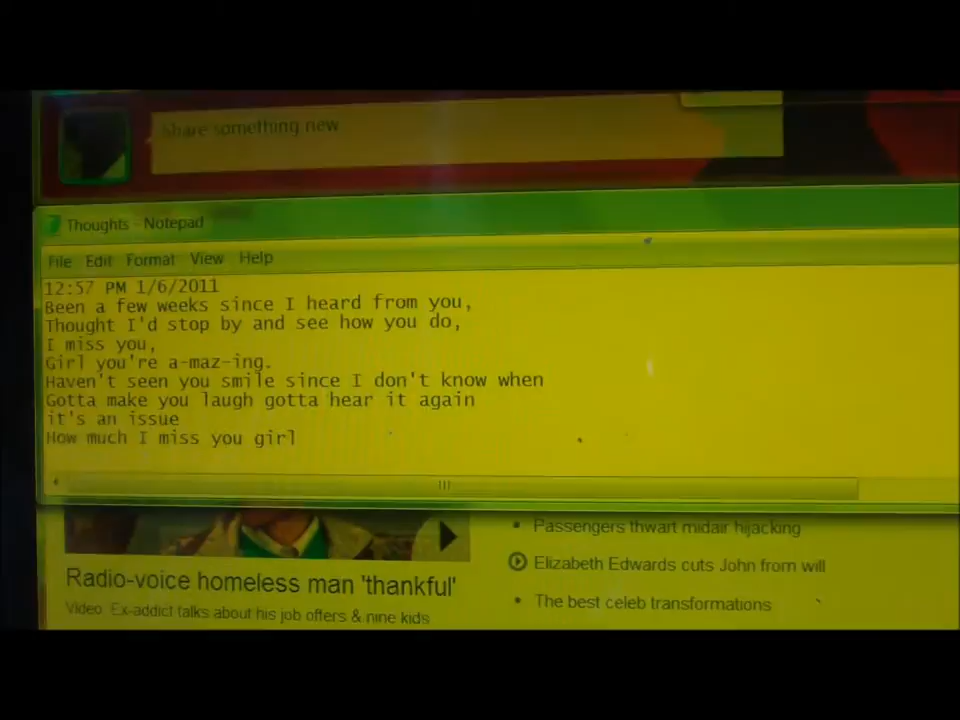 Share something new
Thoughts - Notepad
File Edit Format View Help
12:57 PM 1/6/2011
Been a few weeks since I heard from you,
Thought I'd stop by and see how you do,
I miss you,
Girl you're a-maz-ing.
Haven't seen you smile since I don't know when
Gotta make you laugh gotta hear it again
it's an issue
How much I miss you girl
Radio-voice homeless man 'thankful'
Video: Ex-addict talks about his job offers & nine kids
Passengers thwart midair hijacking
Elizabeth Edwards cuts John from will
The best celeb transformations